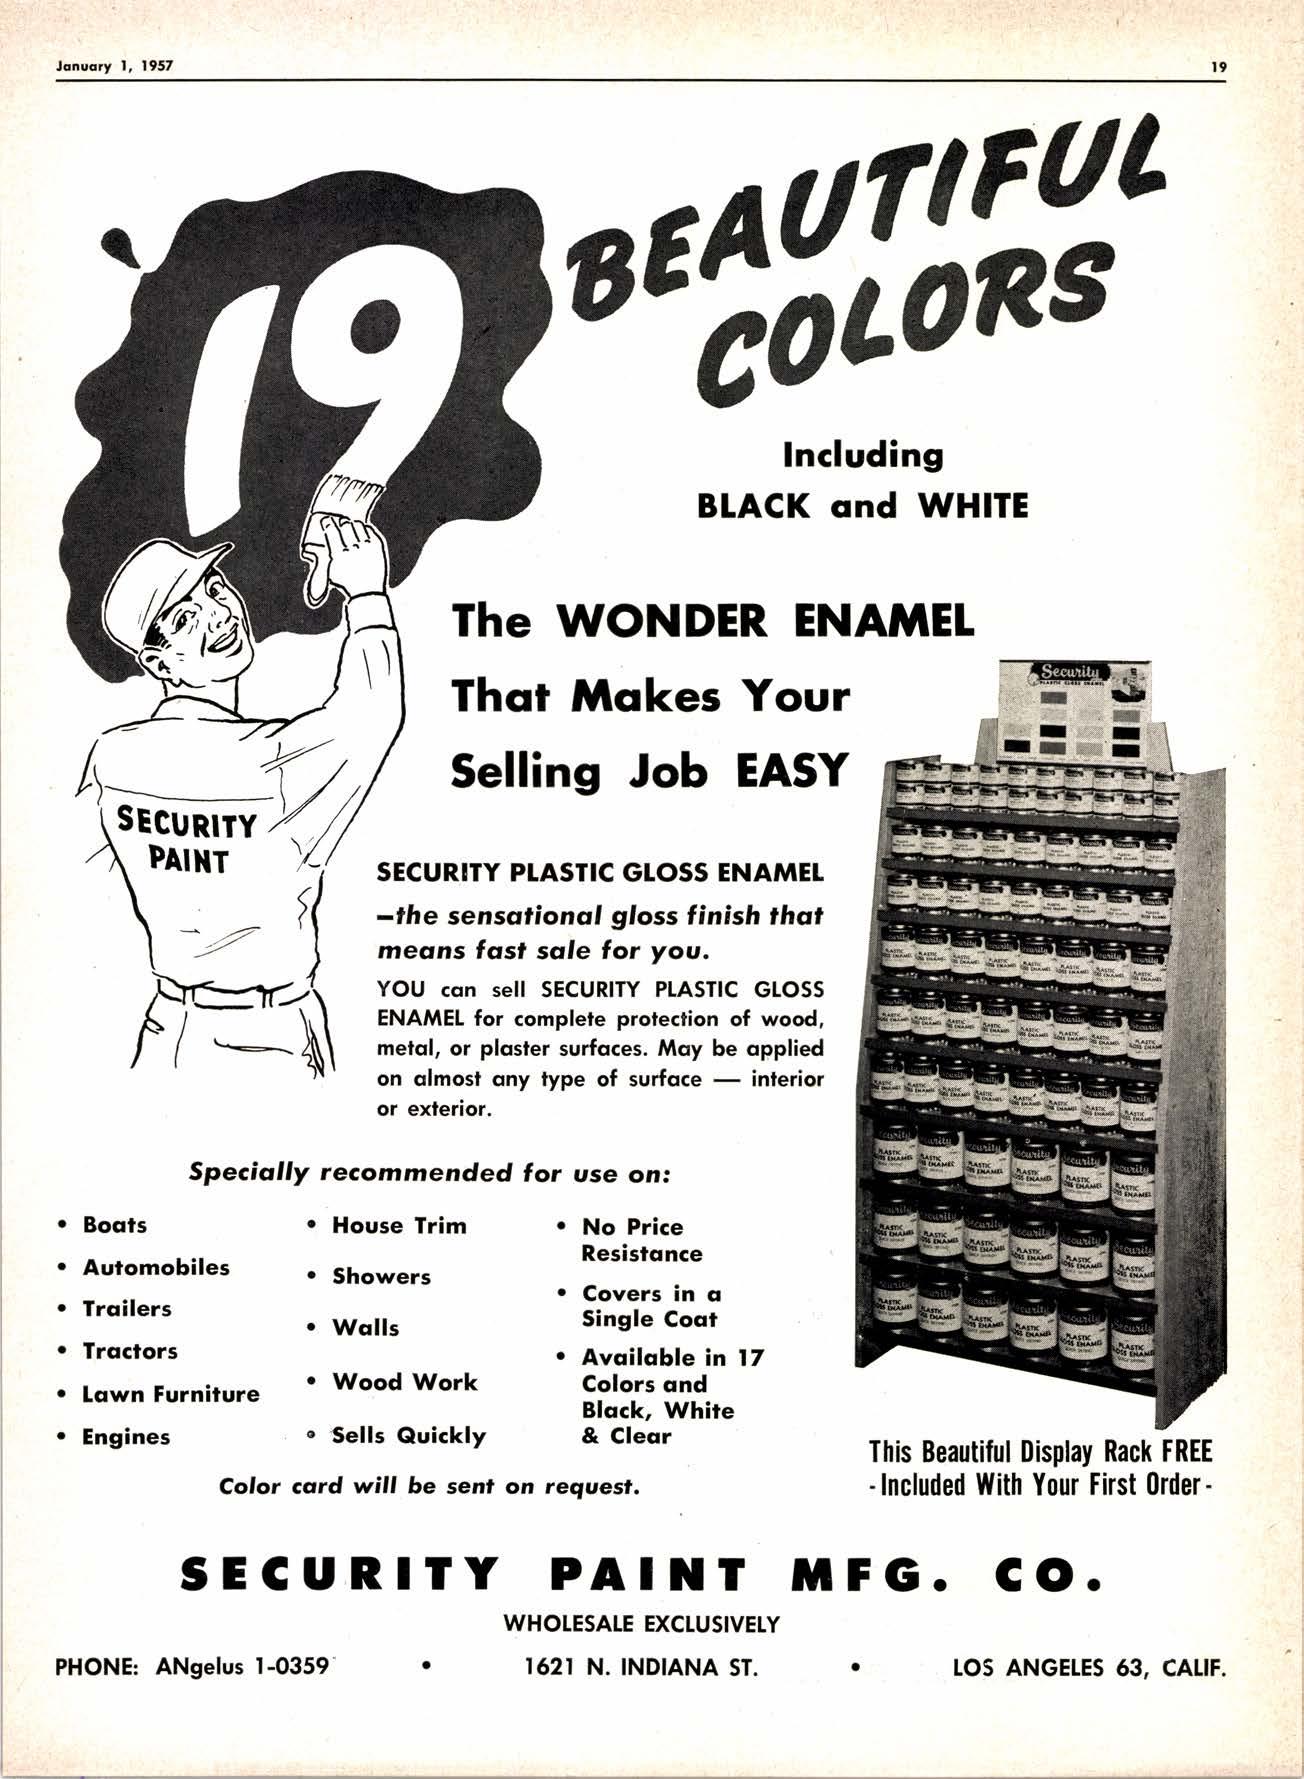 January 1, 1957
19
19
BEAUTIFUL
COLORS
Including
BLACK and WHITE
The WONDER ENAMEL
That Makes Your
Selling Job EASY
SECURITY
PAINT
SECURITY PLASTIC GLOSS ENAMEL
—the sensational gloss finish that
means fast sale for you.
YOU can sell SECURITY PLASTIC GLOSS
ENAMEL for complete protection of wood,
metal, or plaster surfaces. May be applied
on almost any type of surface — interior
or exterior.
Security
PLASTIC GLOSS ENAMEL
Specially recommended for use on:
• Boats
• Automobiles
• Trailers
• Tractors
• Lawn Furniture
• Engines
• House Trim
• Showers
• Walls
• Wood Work
• Sells Quickly
• No Price
Resistance
• Covers in a
Single Coat
• Available in 17
Colors and
Black, White
& Clear
Color card will be sent on request.
This Beautiful Display Rack FREE
- Included With Your First Order -
SECURITY PAINT MFG. CO.
WHOLESALE EXCLUSIVELY
PHONE: ANgelus 1-0359 • 1621 N. INDIANA ST. • LOS ANGELES 63, CALIF.